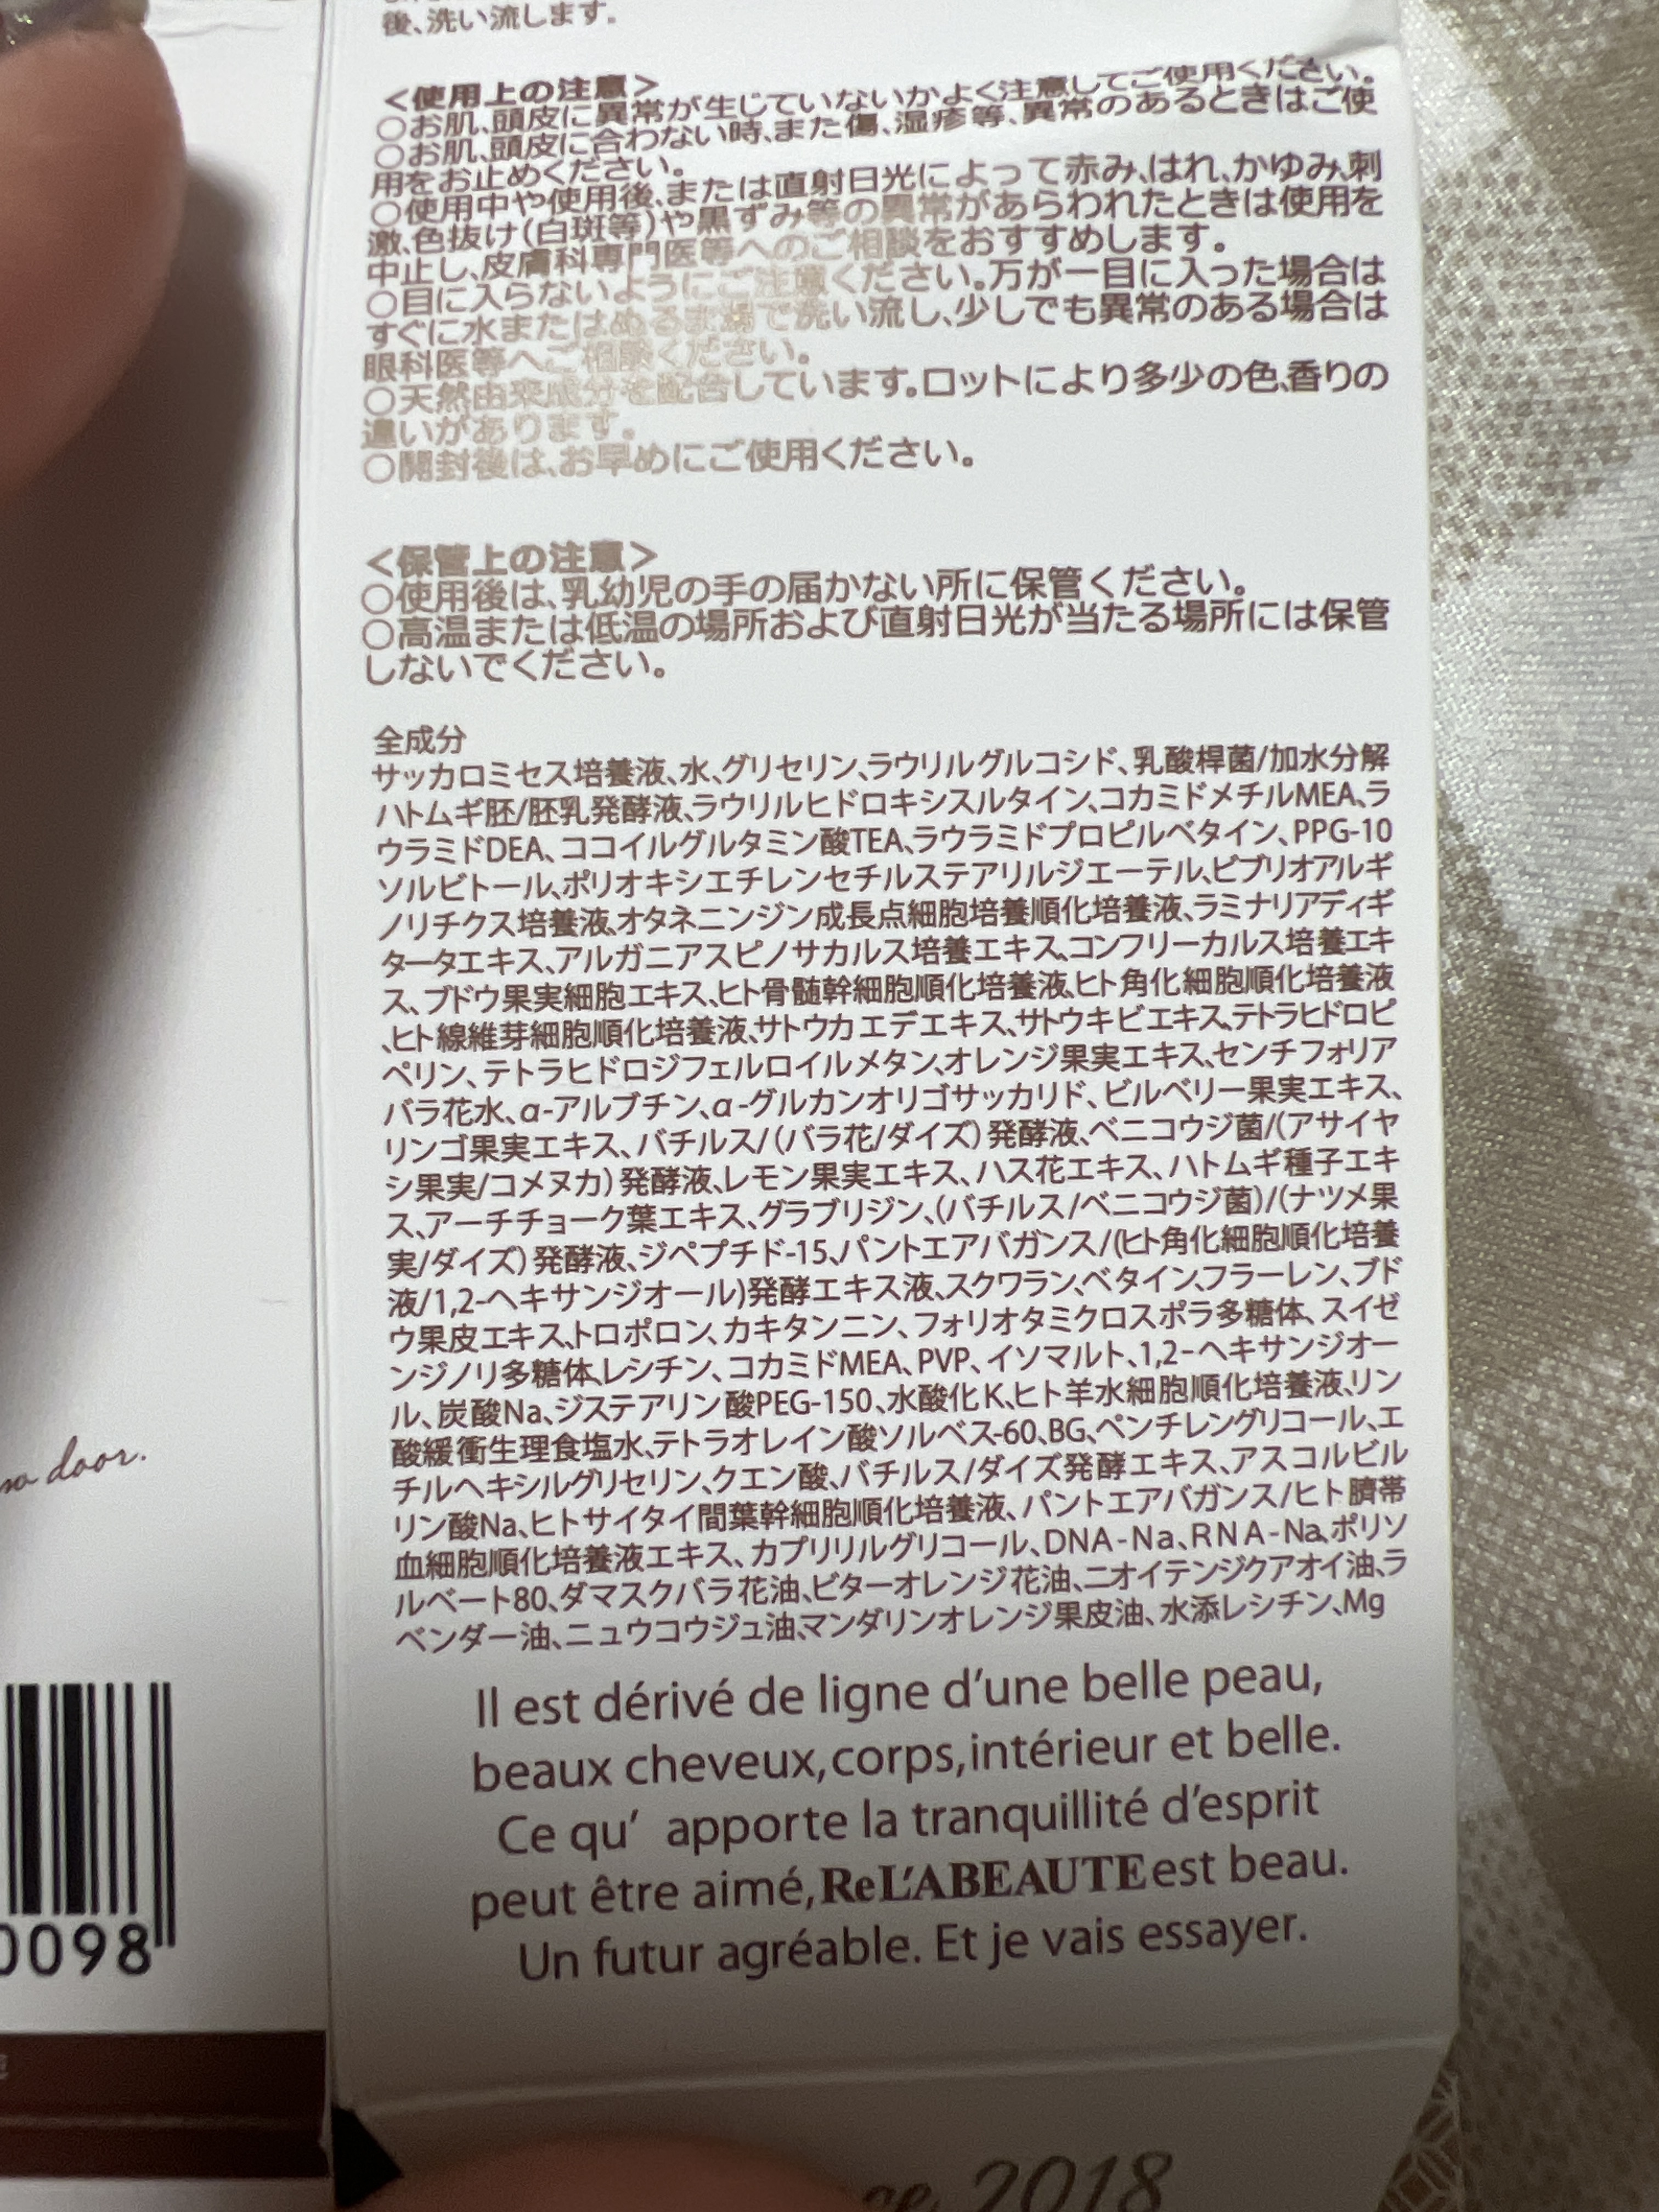 後、洗い流します。
＜使用上の注意＞
○お肌、頭皮に異常が生じていないかよく注意してご使用ください。
○お肌、頭皮に合わない時、また傷、湿疹等、異常のあるときはご使
用をお止めください。
○使用中や使用後、または直射日光によって赤み、はれ、かゆみ、刺
激、色抜け(白斑等)や黒ずみ等の異常があらわれたときは使用を
中止し、皮膚科専門医等へのご相談をおすすめします。
○目に入らないようにご注意ください。万が一目に入った場合は
すぐに水またはぬるま湯で洗い流し、少しでも異常のある場合は
眼科医等へご相談ください。
○天然由来成分を配合しています。ロットにより多少の色、香りの
違いがあります。
○開封後は、お早めにご使用ください。
＜保管上の注意＞
○使用後は、乳幼児の手の届かない所に保管ください。
○高温または低温の場所および直射日光が当たる場所には保管
しないでください。
全成分
サッカロミセス培養液、水、グリセリン、ラウリルグルコシド、乳酸桿菌/加水分解
ハトムギ胚/胚乳発酵液、ラウリルヒドロキシスルタイン、コカミドメチルMEA、ラ
ウラミドDEA、ココイルグルタミン酸TEA、ラウラミドプロピルベタイン、PPG-10
ソルビトール、ポリオキシエチレンセチルステアリルジエーテル、ビブリオアルギ
ノリチクス培養液、オタネニンジン成長点細胞培養順化培養液、ラミナリアディギ
タータエキス、アルガニアスピノサカルス培養エキス、コンフリーカルス培養エキ
ス、ブドウ果実細胞エキス、ヒト骨髄幹細胞順化培養液、ヒト角化細胞順化培養液
、ヒト線維芽細胞順化培養液、サトウカエデエキス、サトウキビエキス、テトラヒドロピ
ペリン、テトラヒドロジフェルロイルメタン、オレンジ果実エキス、センチフォリア
バラ花水、α-アルブチン、α-グルカンオリゴサッカリド、ビルベリー果実エキス、
リンゴ果実エキス、バチルス/(バラ花/ダイズ)発酵液、ベニコウジ菌/(アサイヤ
シ果実/コメヌカ)発酵液、レモン果実エキス、ハス花エキス、ハトムギ種子エキ
ス、アーチチョーク葉エキス、グラブリジン、(バチルス/ベニコウジ菌)/(ナツメ果
実/ダイズ)発酵液、ジペプチド-15、パントエアバガンス/(ヒト角化細胞順化培養
液/1,2-ヘキサンジオール)発酵エキス液、スクワラン、ベタイン、フラーレン、ブド
ウ果皮エキス、トロポロン、カキタンニン、フォリオタミクロスポラ多糖体、スイゼ
ンジノリ多糖体、レシチン、コカミドMEA、PVP、イソマルト、1,2-ヘキサンジオー
ル、炭酸Na、ジステアリン酸PEG-150、水酸化K、ヒト羊水細胞順化培養液、リン
酸緩衝生理食塩水、テトラオレイン酸ソルベス-60、BG、ペンチレングリコール、エ
チルヘキシルグリセリン、クエン酸、バチルス/ダイズ発酵エキス、アスコルビル
リン酸Na、ヒトサイタイ間葉幹細胞順化培養液、パントエアバガンス/ヒト臍帯
血細胞順化培養液エキス、カプリリルグリコール、DNA-Na、RNA-Na、ポリソ
ルベート80、ダマスクバラ花油、ビターオレンジ花油、ニオイテンジクアオイ油、ラ
ベンダー油、ニュウコウジュ油、マンダリンオレンジ果皮油、水添レシチン、Mg
Il est dérivé de ligne d'une belle peau,
beaux cheveux,corps,intérieur et belle.
Ce qu' apporte la tranquillité d'esprit
peut être aimé,ReL'ABEAUTE est beau.
Un futur agréable. Et je vais essayer.
door.
0098
2018